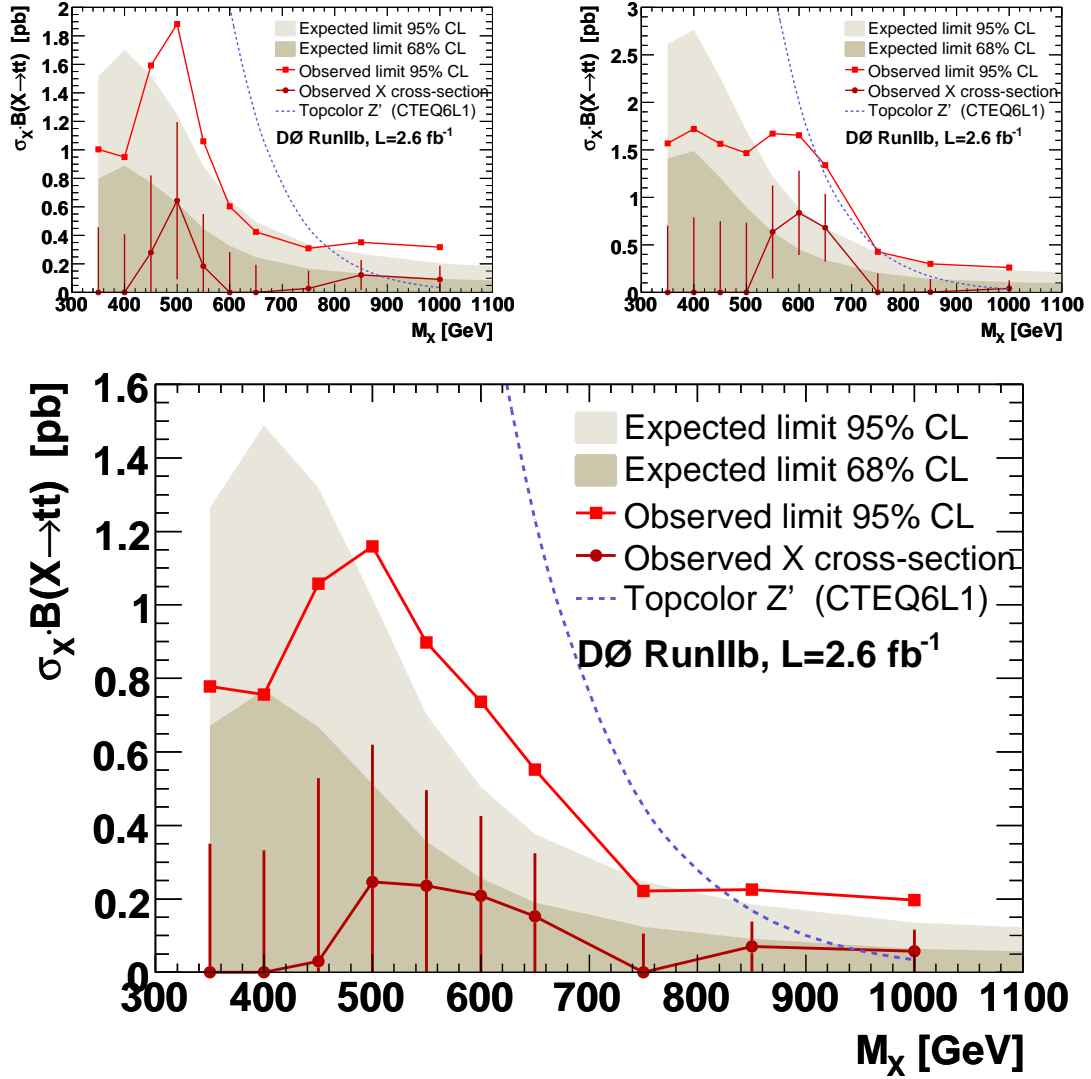 σX·B(X→tt) [pb]
2
1.8
1.6
1.4
1.2
1
0.8
0.6
0.4
0.2
0
300 400 500 600 700 800 900 1000 1100
MX [GeV]
Expected limit 95% CL
Expected limit 68% CL
Observed limit 95% CL
Observed X cross-section
Topcolor Z' (CTEQ6L1)
DØ RunIIb, L=2.6 fb-1
σX·B(X→tt) [pb]
3
2.5
2
1.5
1
0.5
0
300 400 500 600 700 800 900 1000 1100
MX [GeV]
Expected limit 95% CL
Expected limit 68% CL
Observed limit 95% CL
Observed X cross-section
Topcolor Z' (CTEQ6L1)
DØ RunIIb, L=2.6 fb-1
σX·B(X→tt) [pb]
1.6
1.4
1.2
1
0.8
0.6
0.4
0.2
0
300 400 500 600 700 800 900 1000 1100
MX [GeV]
Expected limit 95% CL
Expected limit 68% CL
Observed limit 95% CL
Observed X cross-section
Topcolor Z' (CTEQ6L1)
DØ RunIIb, L=2.6 fb-1